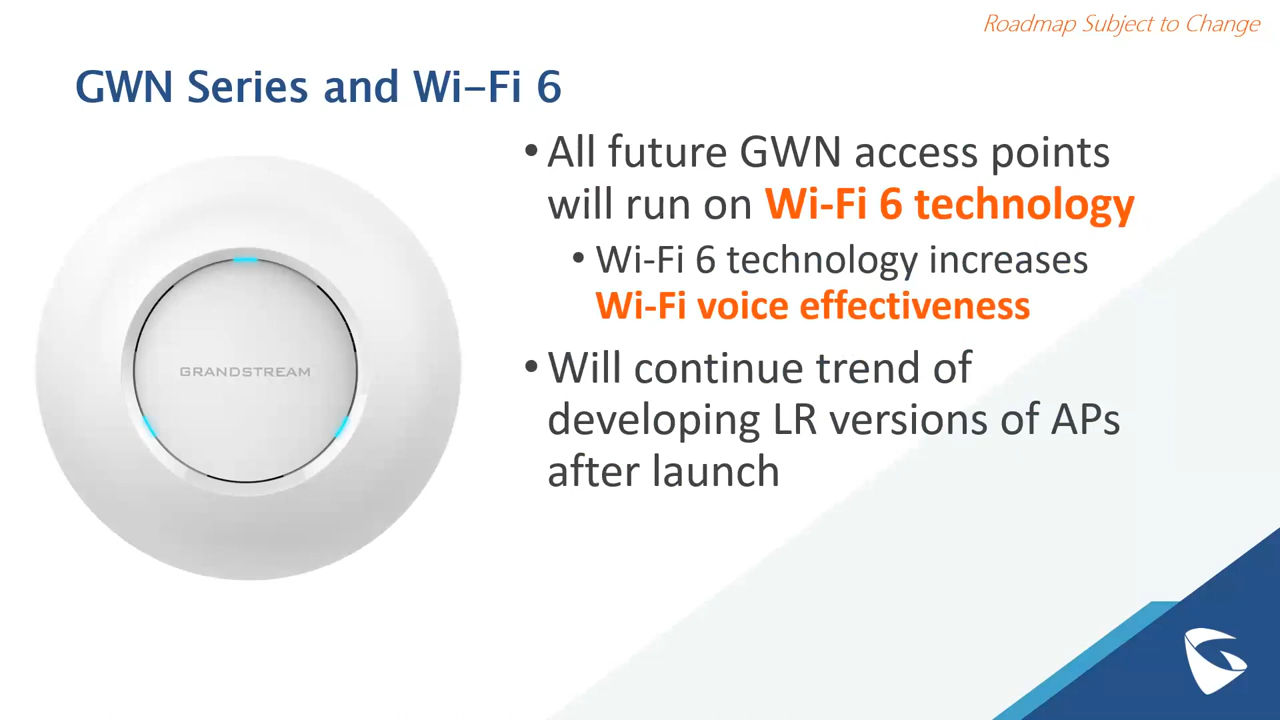 Roadmap Subject to Change
GWN Series and Wi-Fi 6
• All future GWN access points
will run on Wi-Fi 6 technology
• Wi-Fi 6 technology increases
Wi-Fi voice effectiveness
• Will continue trend of
developing LR versions of APs
after launch
GRANDSTREAM